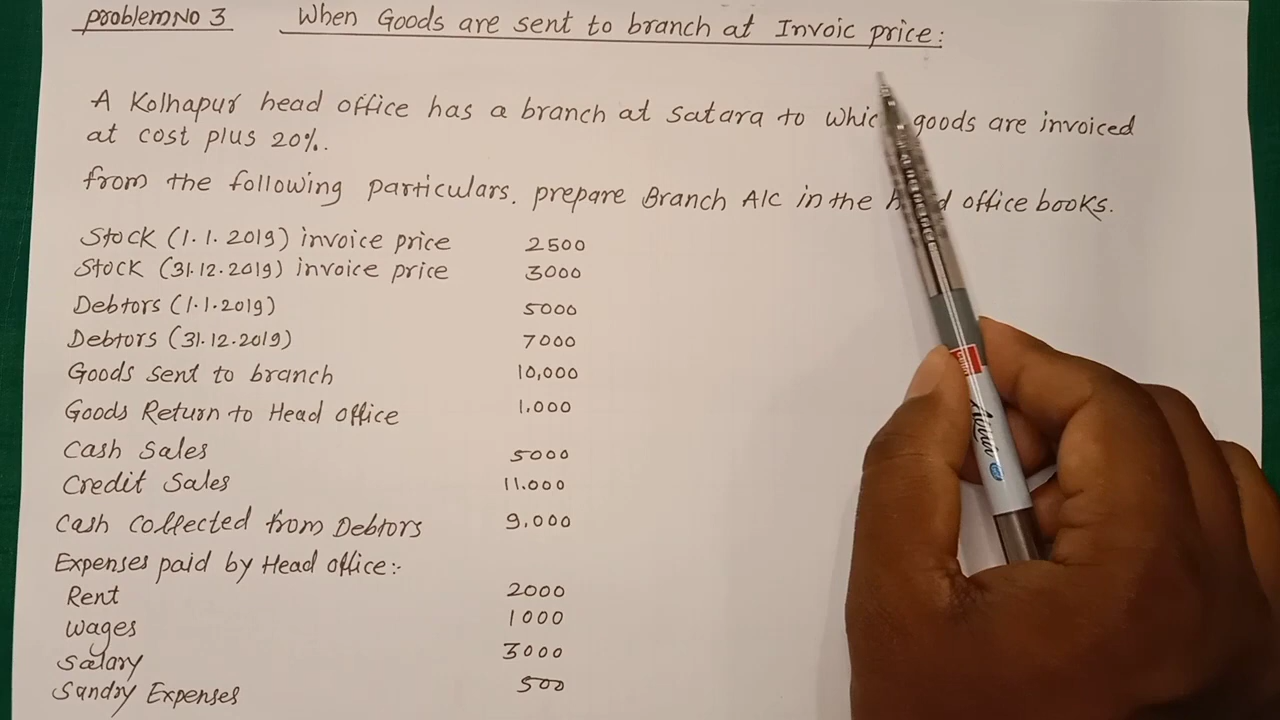 problem No 3 When Goods are sent to branch at Invoic price:
A Kolhapur head office has a branch at Satara to which goods are invoiced
at cost plus 20%.
from the following particulars. prepare Branch A/C in the head office books.
Stock (1.1.2019) invoice price 2500
Stock (31.12.2019) invoice price 3000
Debtors (1.1.2019) 5000
Debtors (31.12.2019) 7000
Goods sent to branch 10,000
Goods Return to Head office 1.000
Cash Sales 5000
Credit Sales 11.000
Cash collected from Debtors 9,000
Expenses paid by Head office:-
Rent 2000
Wages 1000
Salary 3000
Sundry Expenses 500